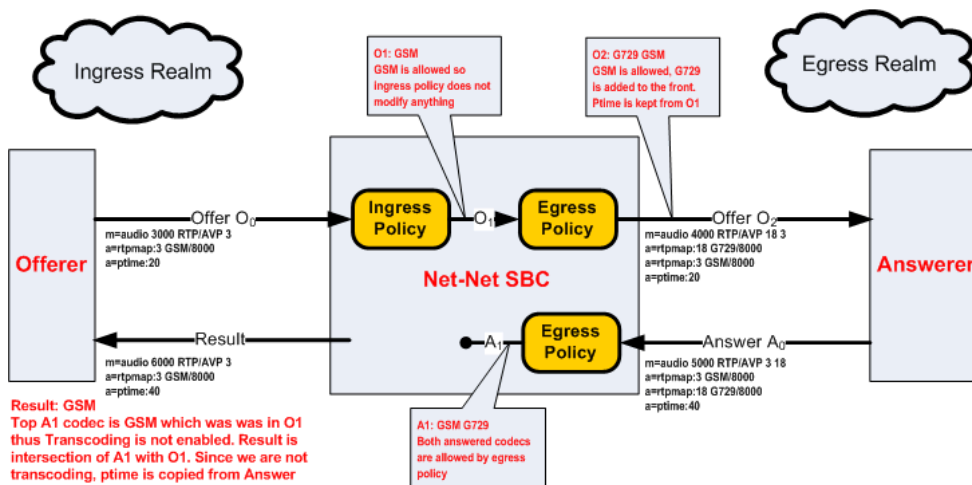 Ingress Realm
O1: GSM
GSM is allowed so
ingress policy does not
modify anything
O2: G729 GSM
GSM is allowed, G729
is added to the front.
Ptime is kept from O1
Egress Realm
Offerer
Offer O0
m=audio 3000 RTP/AVP 3
a=rtpmap:3 GSM/8000
a=ptime:20
Ingress
Policy
O1
Egress
Policy
Net-Net SBC
Offer O2
m=audio 4000 RTP/AVP 18 3
a=rtpmap:18 G729/8000
a=rtpmap:3 GSM/8000
a=ptime:20
Answerer
Result
m=audio 6000 RTP/AVP 3
a=rtpmap:3 GSM/8000
a=ptime:40
A1
Egress
Policy
Answer A0
m=audio 5000 RTP/AVP 3 18
a=rtpmap:3 GSM/8000
a=rtpmap:18 G729/8000
a=ptime:40
Result: GSM
Top A1 codec is GSM which was was in O1
thus Transcoding is not enabled. Result is
intersection of A1 with O1. Since we are not
transcoding, ptime is copied from Answer
A1: GSM G729
Both answered codecs
are allowed by egress
policy